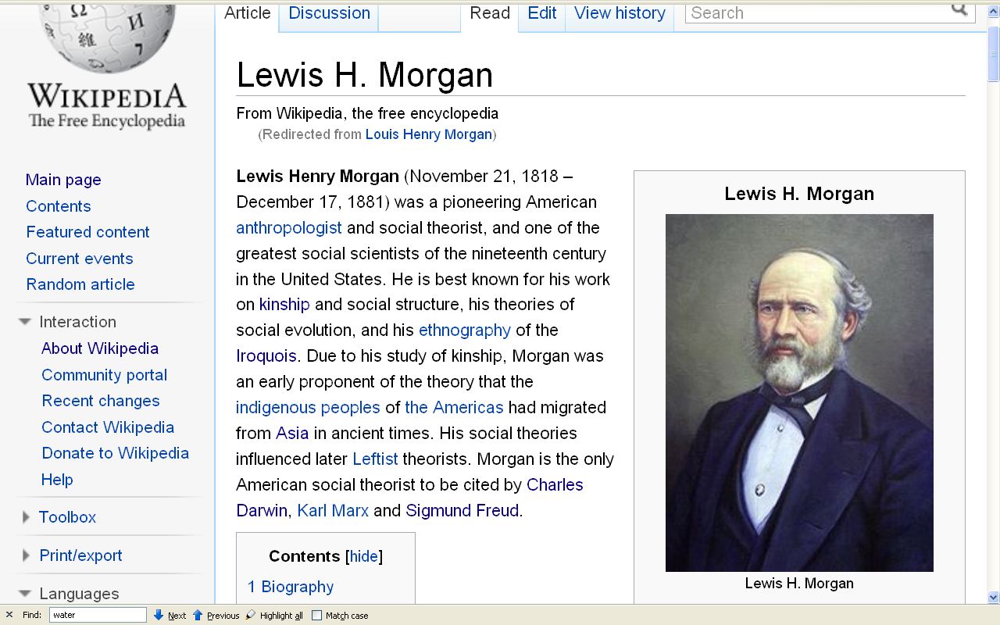 Article Discussion Read Edit View history Search
Ω И 維 7
WIKIPEDIA
The Free Encyclopedia
Main page
Contents
Featured content
Current events
Random article
Interaction
About Wikipedia
Community portal
Recent changes
Contact Wikipedia
Donate to Wikipedia
Help
Toolbox
Print/export
Languages
Lewis H. Morgan
From Wikipedia, the free encyclopedia
(Redirected from Louis Henry Morgan)
Lewis Henry Morgan (November 21, 1818 –
December 17, 1881) was a pioneering American
anthropologist and social theorist, and one of the
greatest social scientists of the nineteenth century
in the United States. He is best known for his work
on kinship and social structure, his theories of
social evolution, and his ethnography of the
Iroquois. Due to his study of kinship, Morgan was
an early proponent of the theory that the
indigenous peoples of the Americas had migrated
from Asia in ancient times. His social theories
influenced later Leftist theorists. Morgan is the only
American social theorist to be cited by Charles
Darwin, Karl Marx and Sigmund Freud.
Contents [hide]
1 Biography
Lewis H. Morgan
Lewis H. Morgan
Find: water Next Previous Highlight all Match case